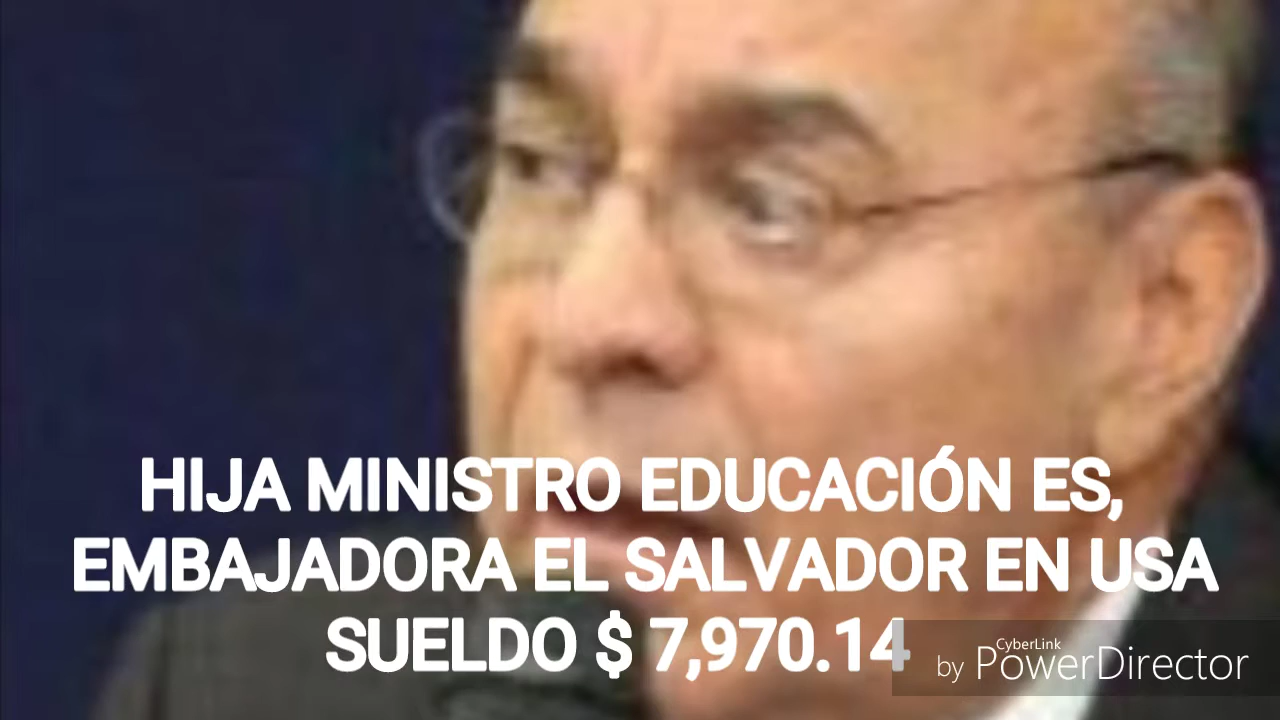 HIJA MINISTRO EDUCACIÓN ES,
EMBAJADORA EL SALVADOR EN USA
SUELDO $ 7,970.14
CyberLink
by PowerDirector